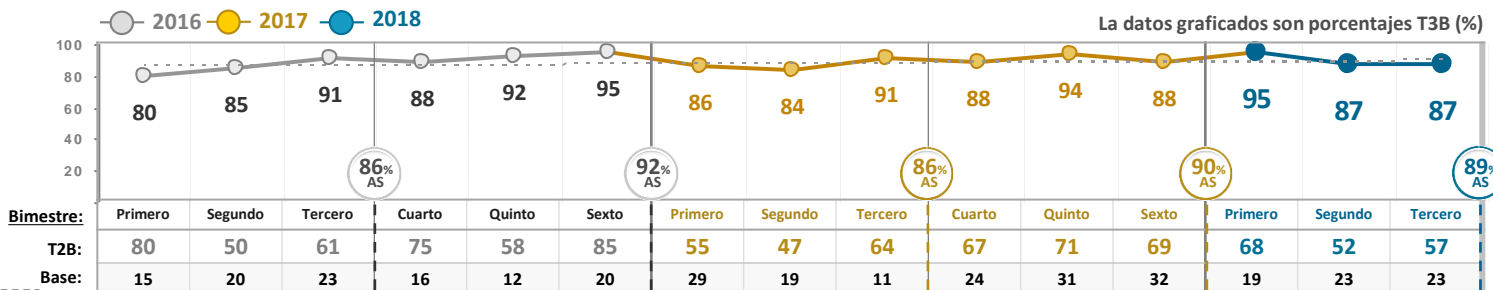 2016 2017 2018 La datos graficados son porcentajes T3B (%)
100
80
60
40
20
80 85 91 88 92 95 86 84 91 88 94 88 95 87 87
86% AS 92% AS 86% AS 90% AS 89% AS
Bimestre: Primero Segundo Tercero Cuarto Quinto Sexto Primero Segundo Tercero Cuarto Quinto Sexto Primero Segundo Tercero
T2B: 80 50 61 75 58 85 55 47 64 67 71 69 68 52 57
Base: 15 20 23 16 12 20 29 19 11 24 31 32 19 23 23